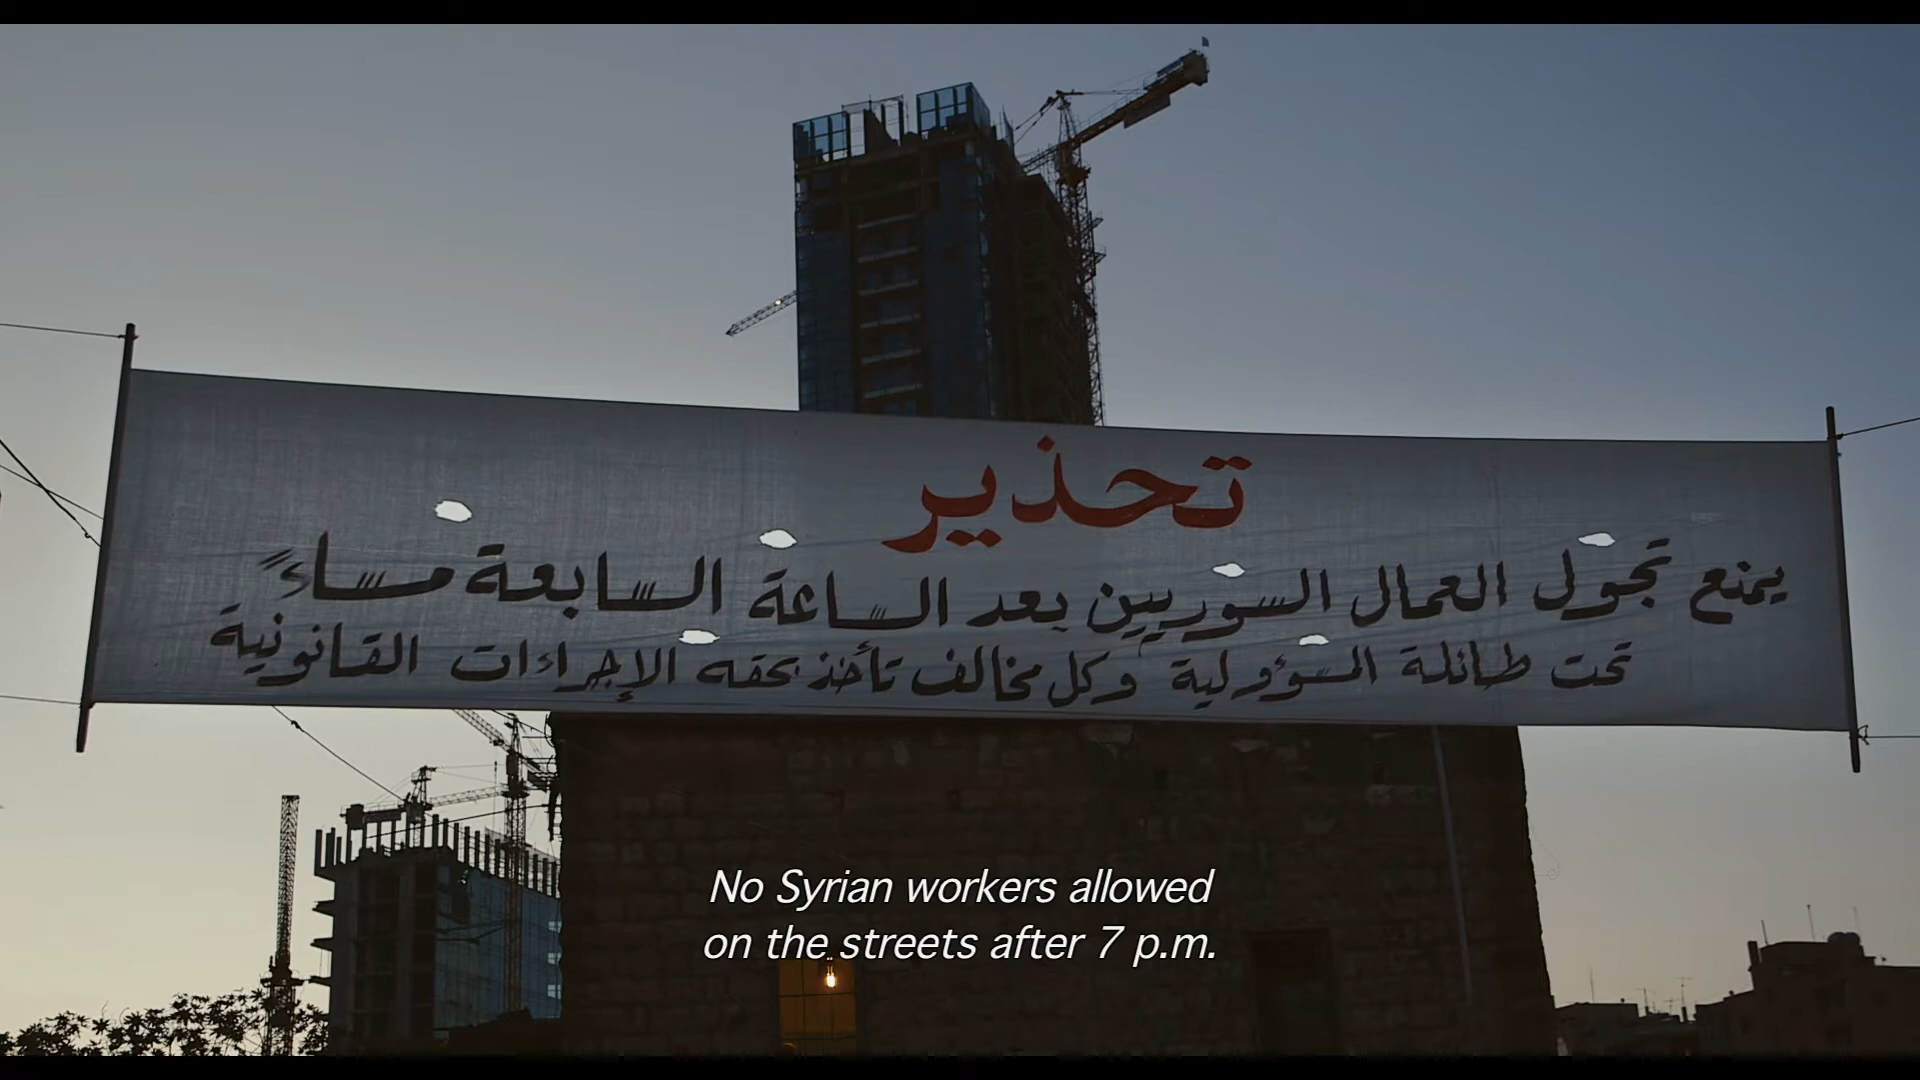 تحذير
يمنع تجول العمال السوريين بعد الساعة السابعة مساءً
تحت طائلة المسؤولية وكل مخالف تأخذ بحقه الإجراءات القانونية
No Syrian workers allowed
on the streets after 7 p.m.